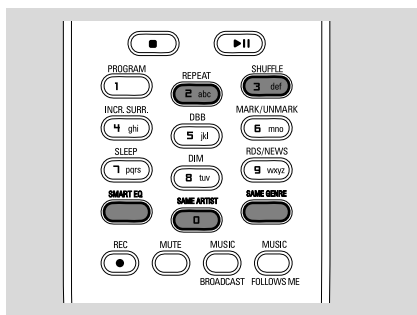 PROGRAM REPEAT SHUFFLE
1 2 abc 3 def
INCR. SURR. DBB MARK/UNMARK
4 ghi 5 jkl 6 mno
SLEEP DIM RDS/NEWS
7 pqrs 8 tuv 9 wxyz
SMART EQ SAME ARTIST SAME GENRE
0
REC MUTE MUSIC MUSIC
BROADCAST FOLLOWS ME